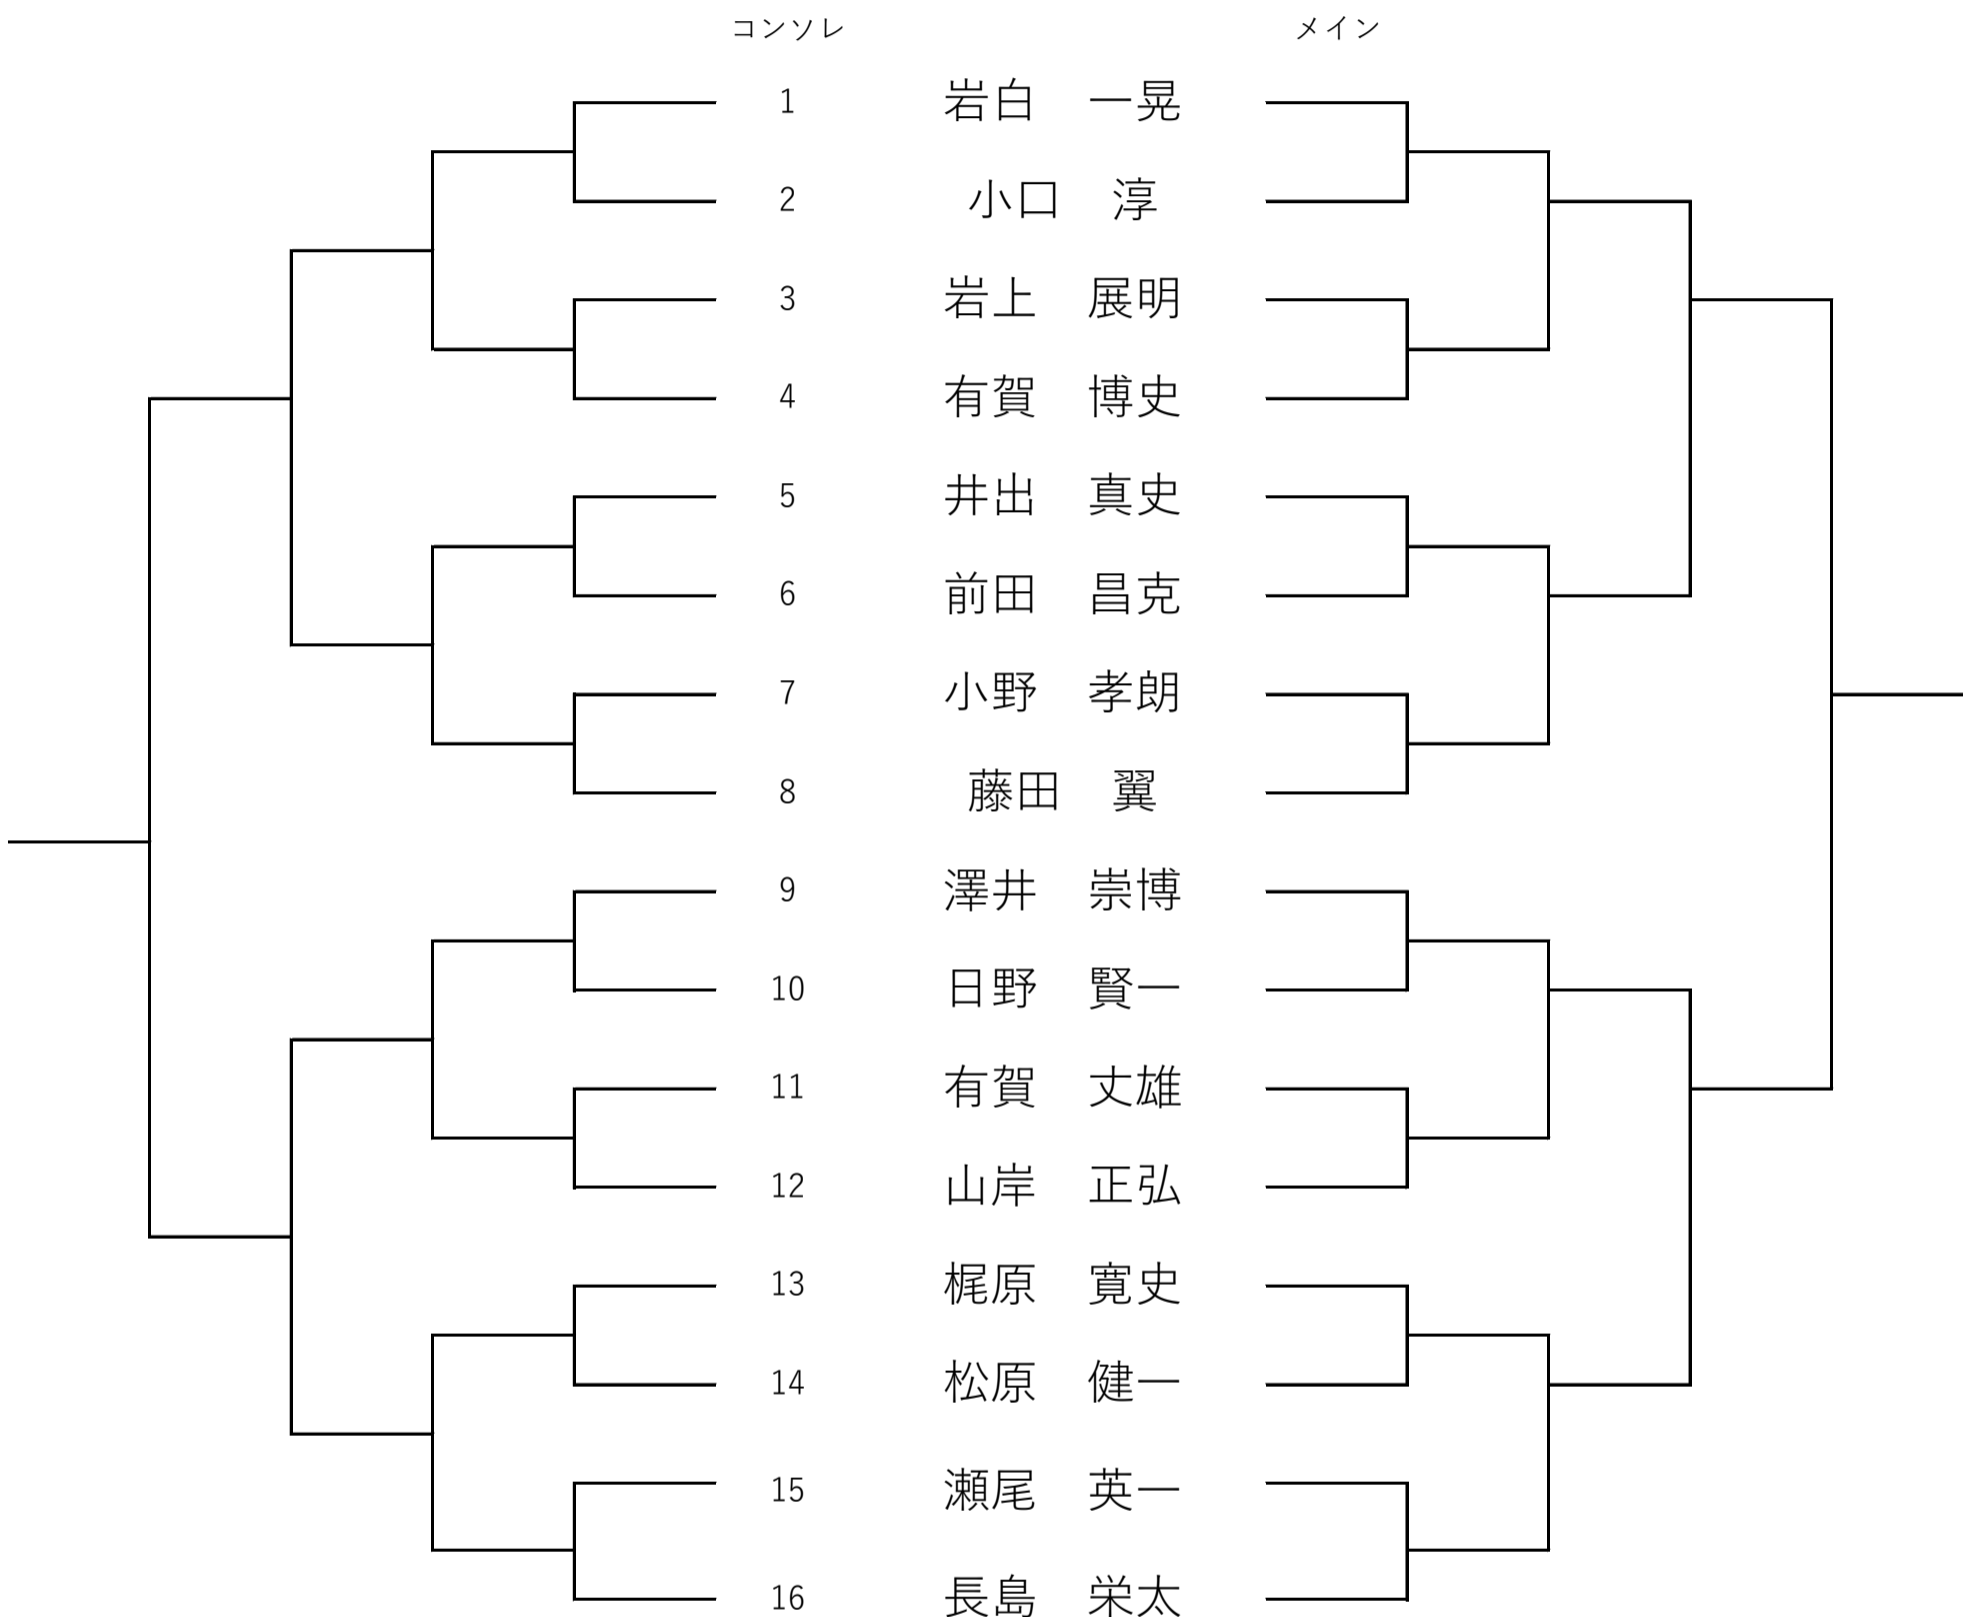 コンソレ メイン
1 岩白 一晃
2 小口 淳
3 岩上 展明
4 有賀 博史
5 井出 真史
6 前田 昌克
7 小野 孝朗
8 藤田 翼
9 澤井 崇博
10 日野 賢一
11 有賀 丈雄
12 山岸 正弘
13 梶原 寛史
14 松原 健一
15 瀬尾 英一
16 長島 栄太